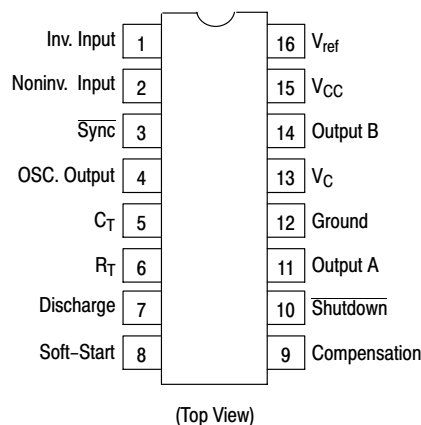 Inv. Input 1 16 Vref
Noninv. Input 2 15 VCC
Sync 3 14 Output B
OSC. Output 4 13 VC
CT 5 12 Ground
RT 6 11 Output A
Discharge 7 10 Shutdown
Soft-Start 8 9 Compensation
(Top View)